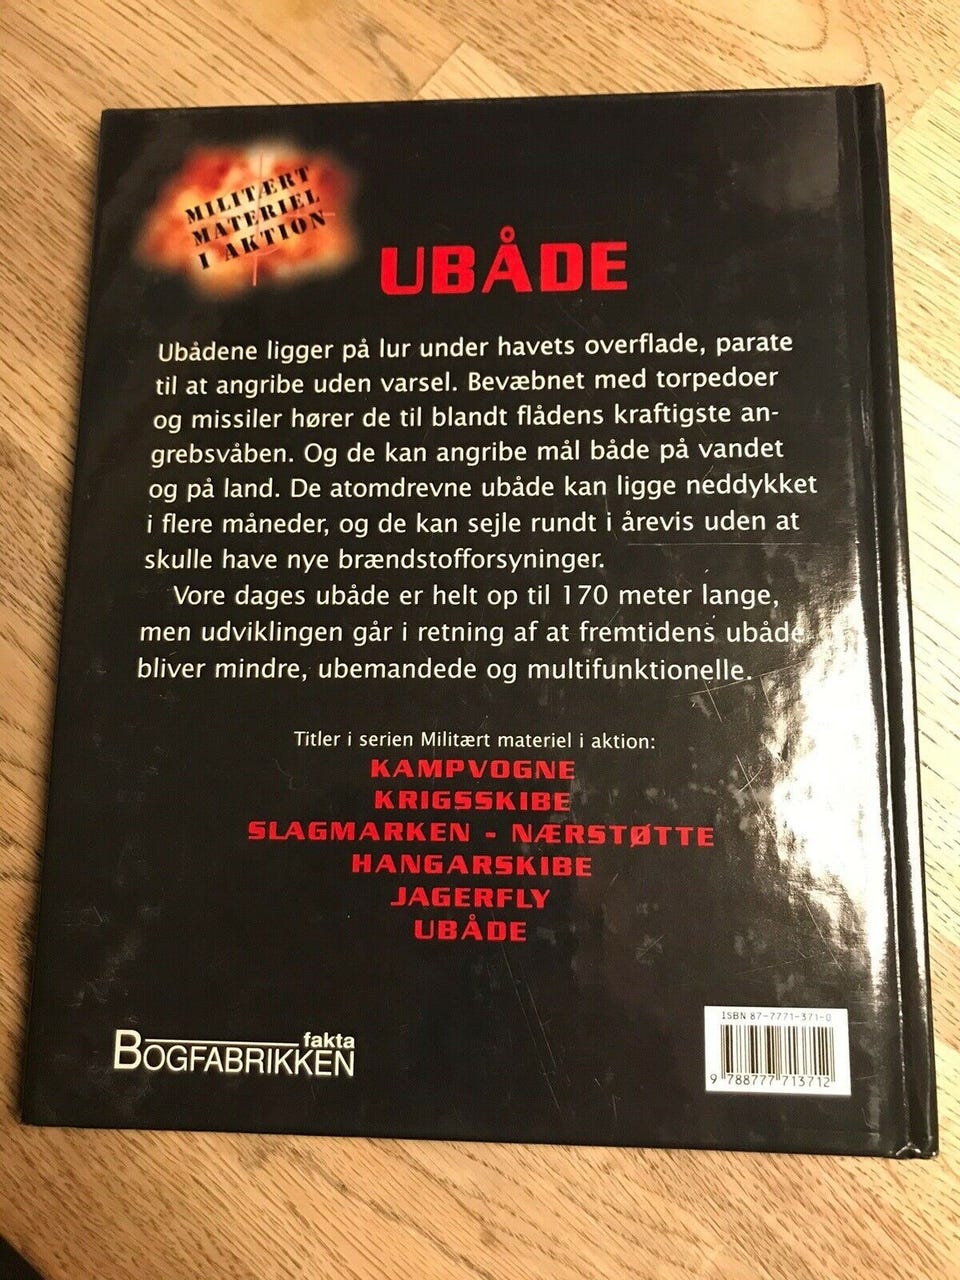 MILITÆRT
MATERIEL
I AKTION
UBÅDE
Ubådene ligger på lur under havets overflade, parate
til at angribe uden varsel. Bevæbnet med torpedoer
og missiler hører de til blandt flådens kraftigste an-
grebsvåben. Og de kan angribe mål både på vandet
og på land. De atomdrevne ubåde kan ligge neddykket
i flere måneder, og de kan sejle rundt i årevis uden at
skulle have nye brændstofforsyninger.
Vore dages ubåde er helt op til 170 meter lange,
men udviklingen går i retning af at fremtidens ubåde
bliver mindre, ubemandede og multifunktionelle.
Titler i serien Militært materiel i aktion:
KAMPVOGNE
KRIGSSKIBE
SLAGMARKEN - NÆRSTØTTE
HANGARSKIBE
JAGERFLY
UBÅDE
fakta
BOGFABRIKKEN
ISBN 87-7771-371-0
9 788777 713712